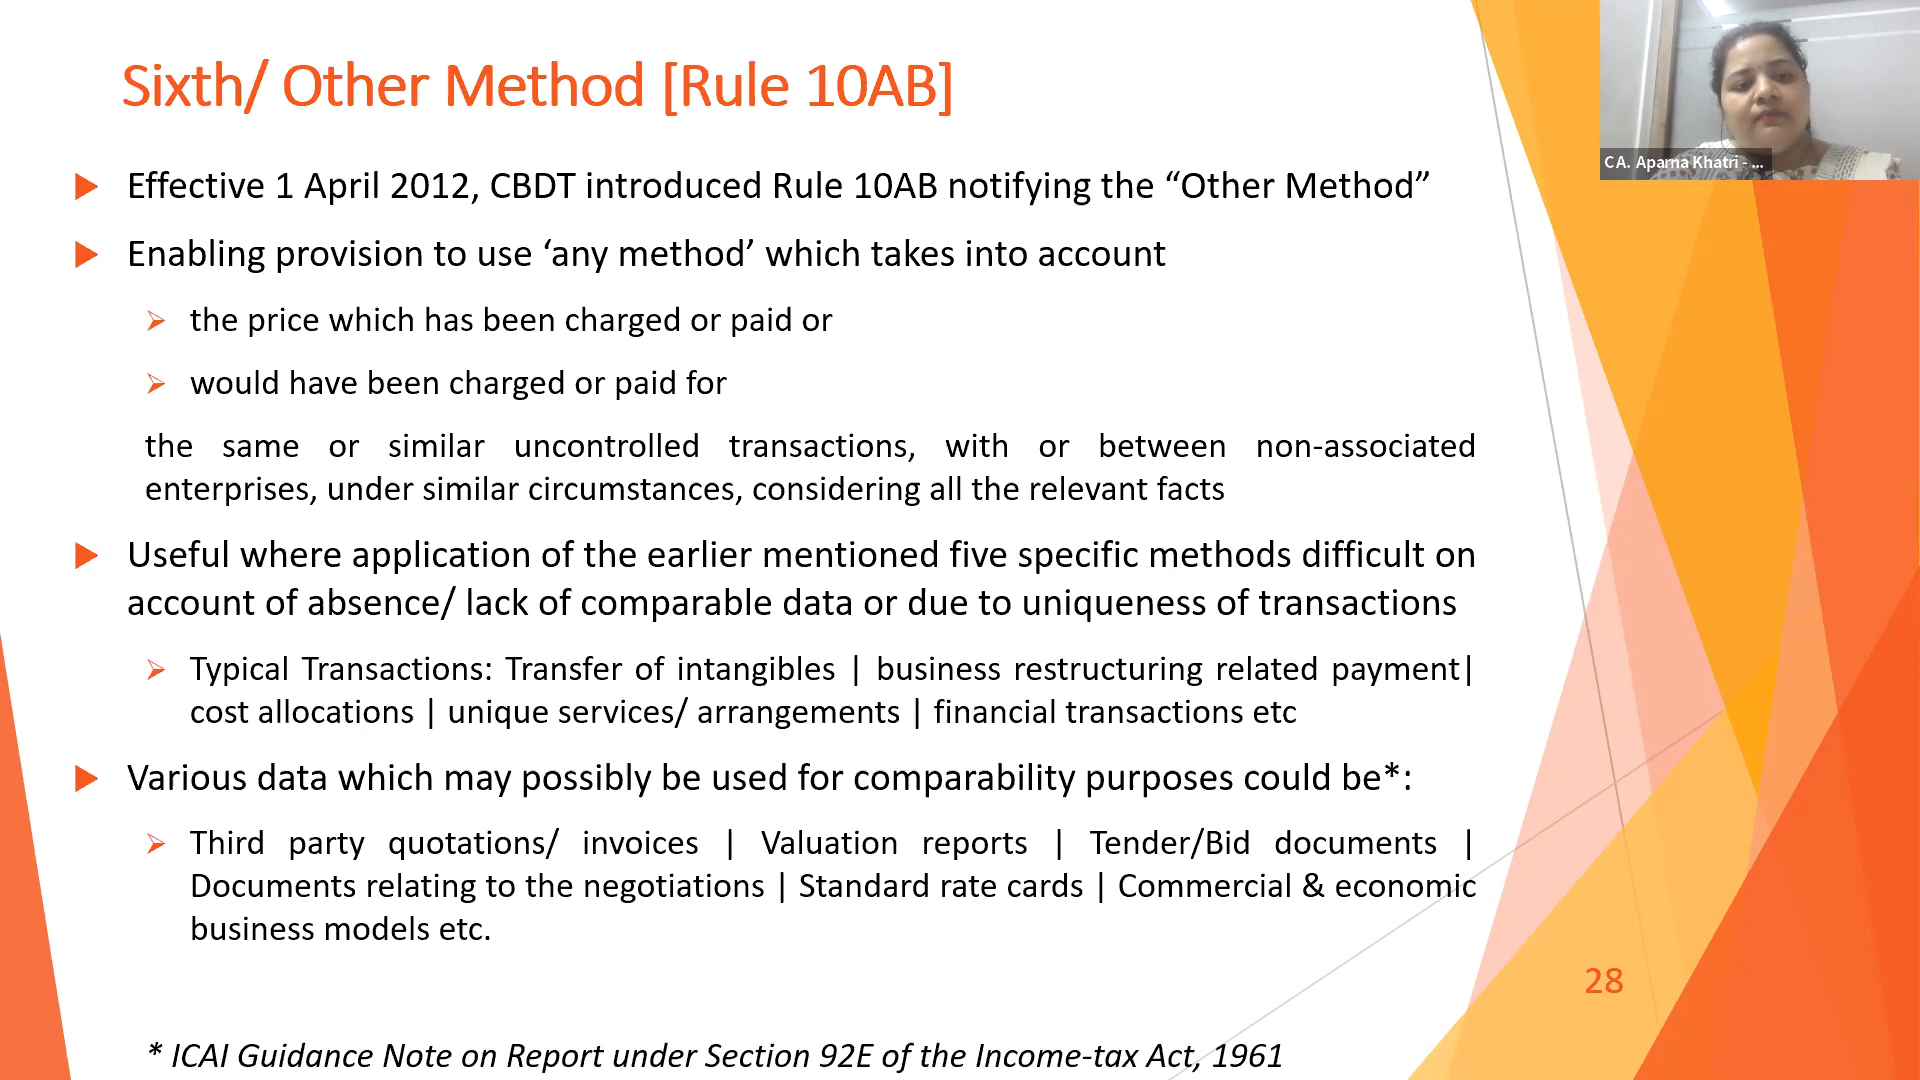 Sixth/ Other Method [Rule 10AB]
CA. Aparna Khatri - ...
Effective 1 April 2012, CBDT introduced Rule 10AB notifying the “Other Method”
Enabling provision to use ‘any method’ which takes into account
the price which has been charged or paid or
would have been charged or paid for
the same or similar uncontrolled transactions, with or between non-associated
enterprises, under similar circumstances, considering all the relevant facts
Useful where application of the earlier mentioned five specific methods difficult on
account of absence/ lack of comparable data or due to uniqueness of transactions
Typical Transactions: Transfer of intangibles | business restructuring related payment|
cost allocations | unique services/ arrangements | financial transactions etc
Various data which may possibly be used for comparability purposes could be*:
Third party quotations/ invoices | Valuation reports | Tender/Bid documents |
Documents relating to the negotiations | Standard rate cards | Commercial & economic
business models etc.
28
* ICAI Guidance Note on Report under Section 92E of the Income-tax Act, 1961